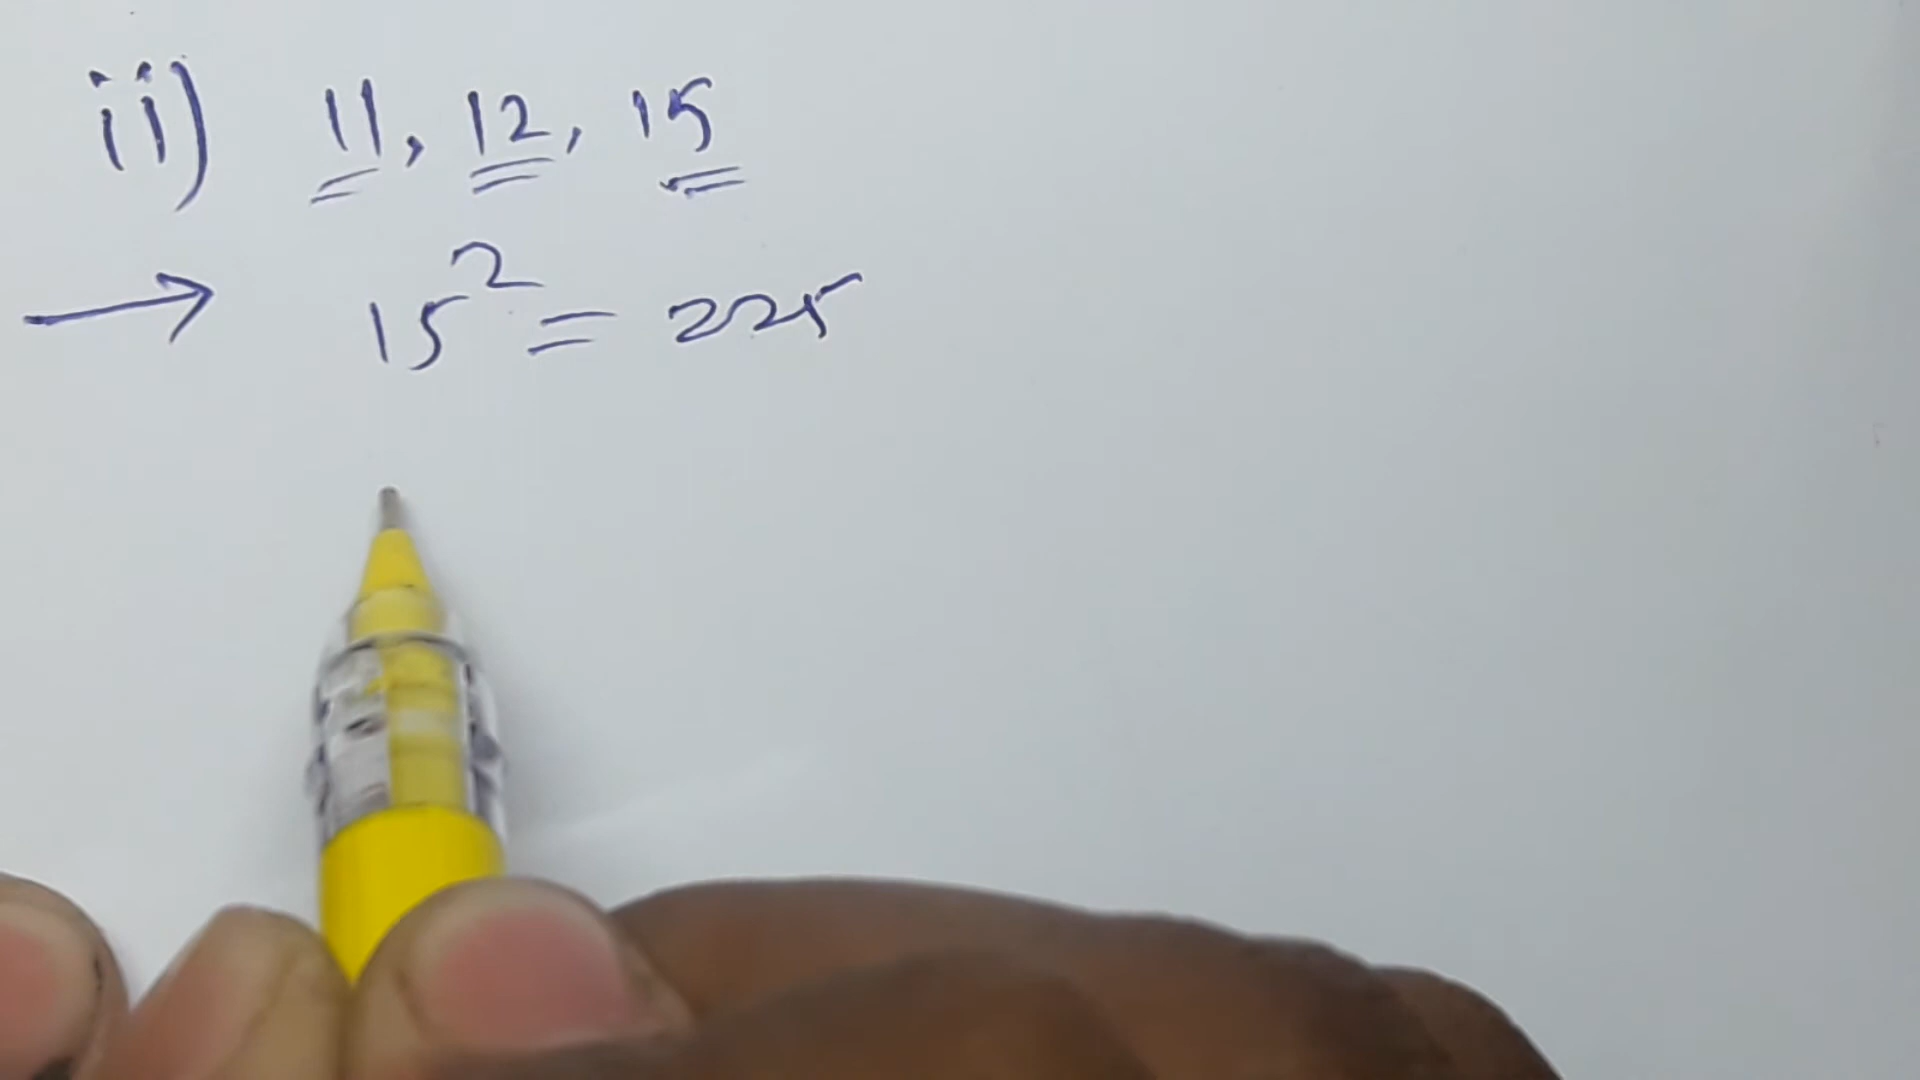 ii) 11, 12, 15
→ 15² = 225